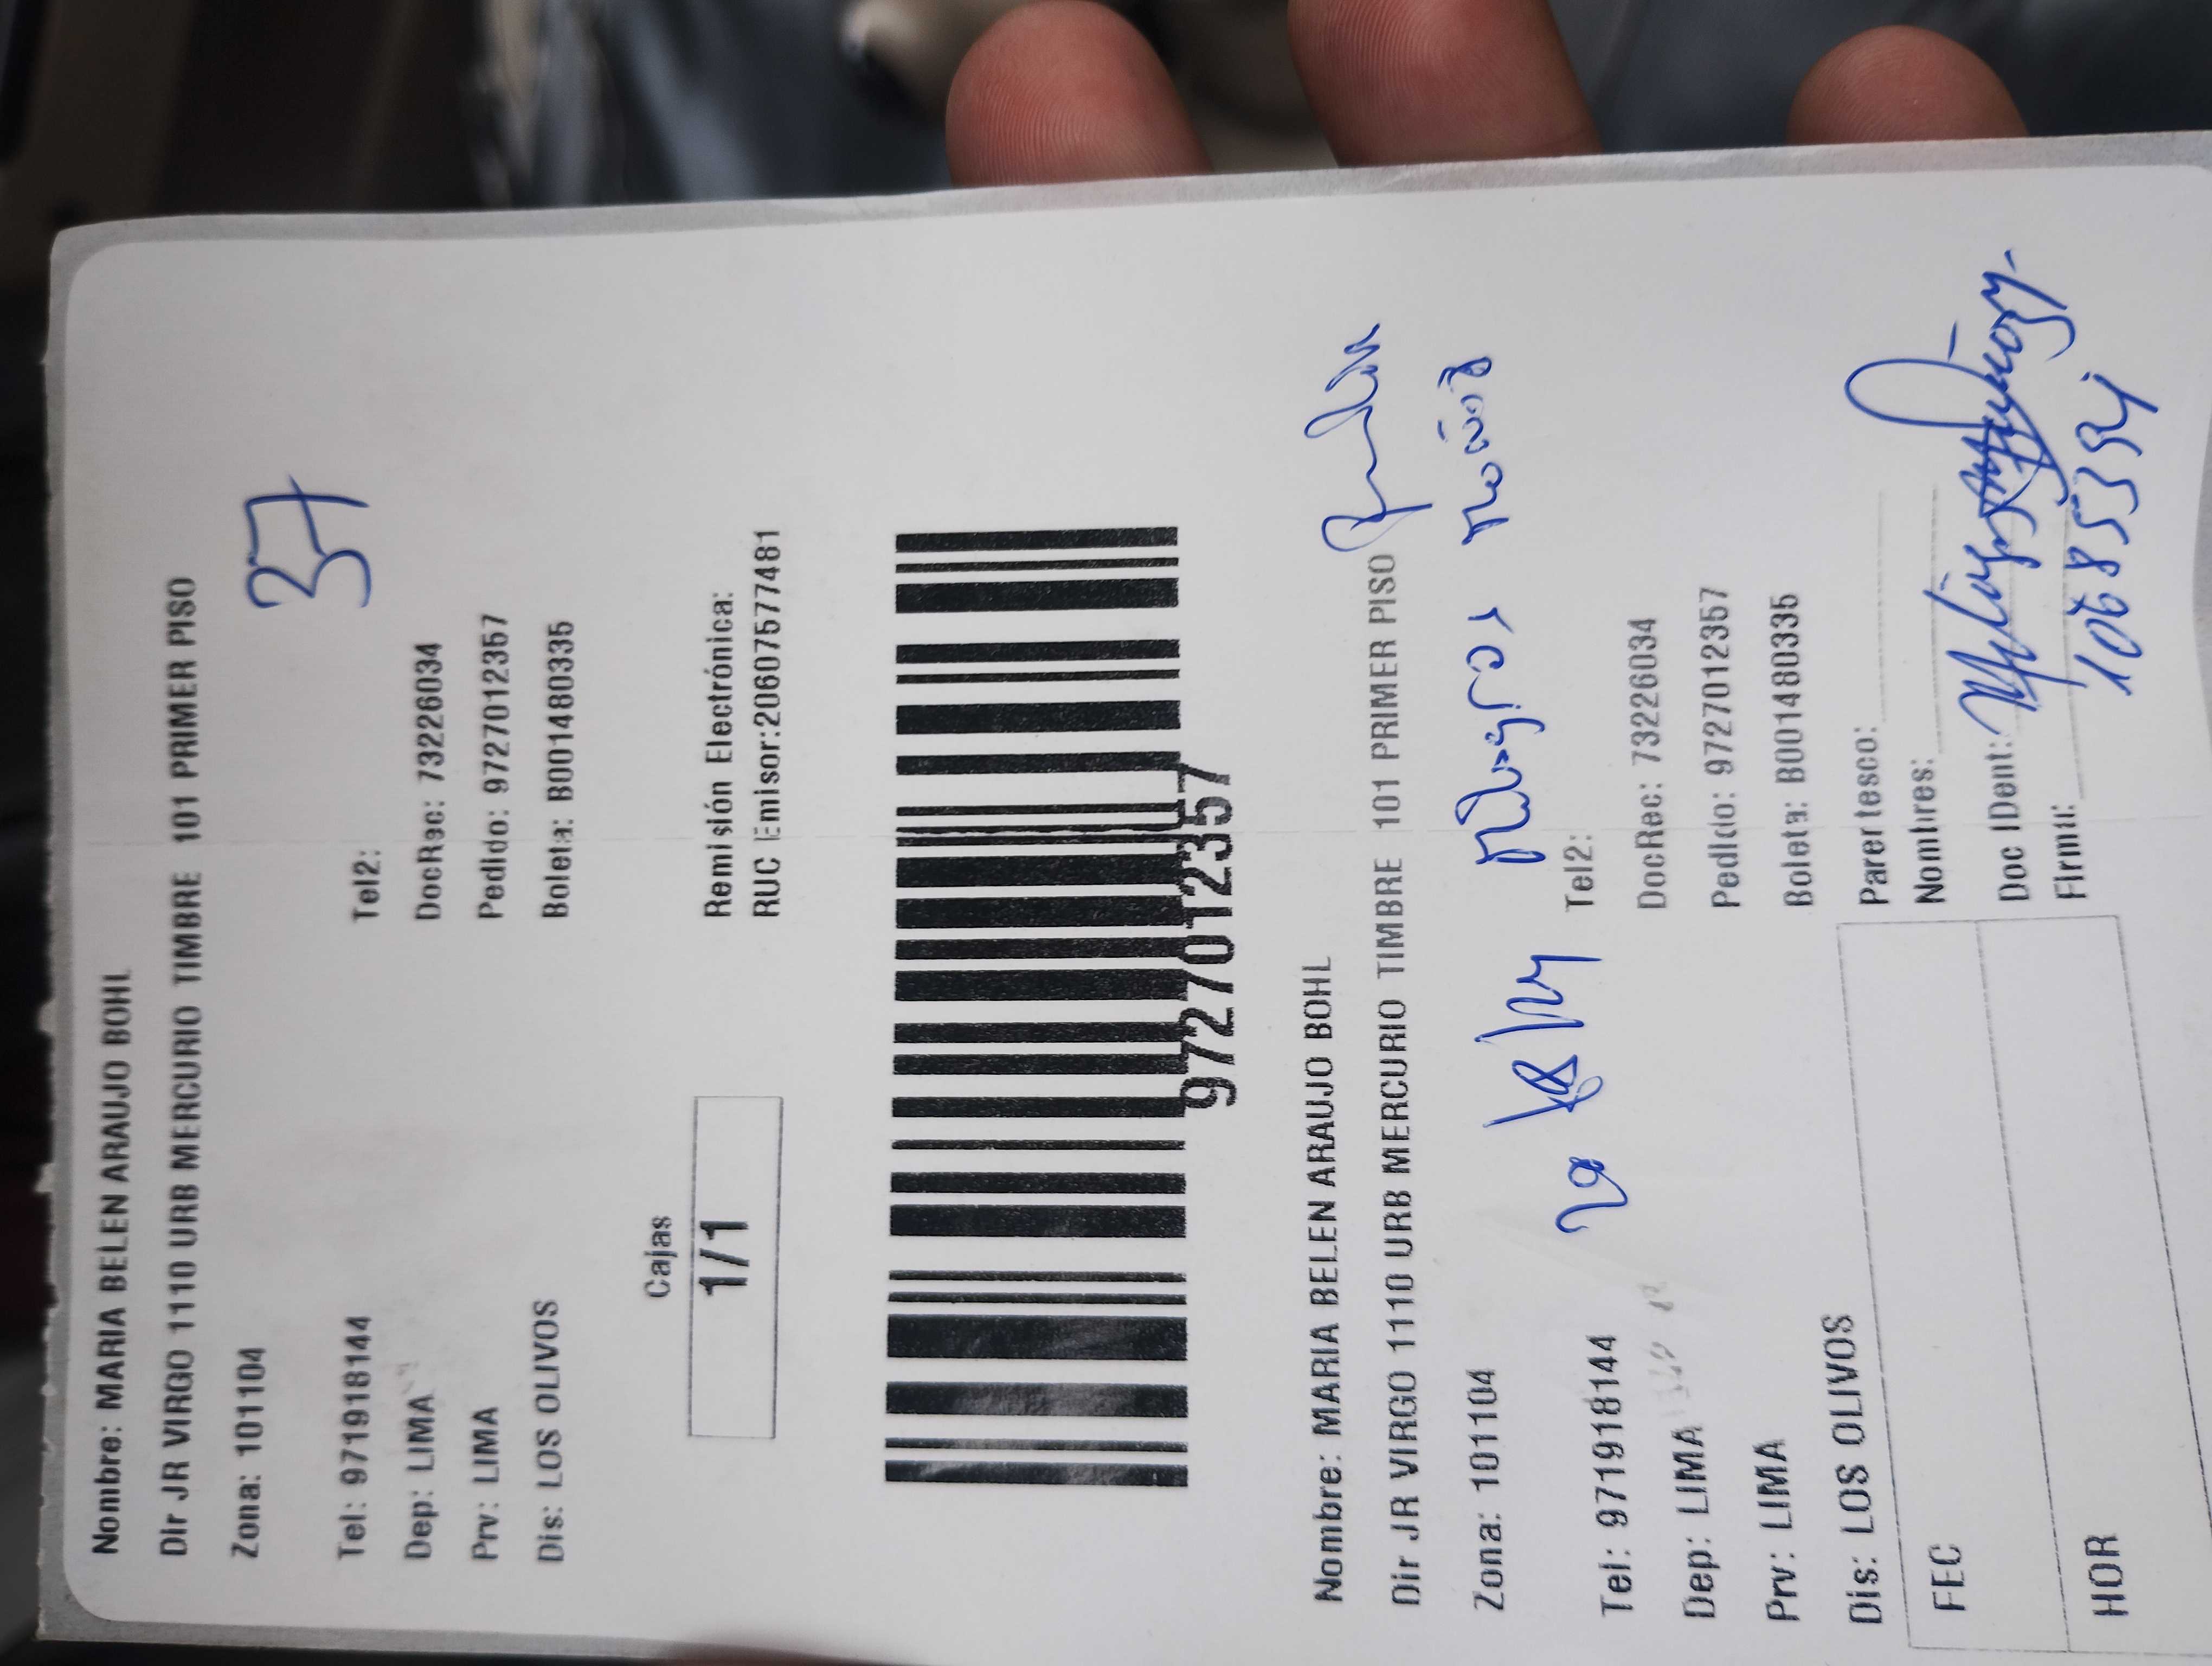 Nombre: MARIA BELEN ARAUJO BOHL
Dir JR VIRGO 1110 URB MERCURIO TIMBRE 101 PRIMER PISO
Zona: 101104
37
Tel: 971918144 Tel2:
Dep: LIMA DocRec: 73226034
Prv: LIMA Pedido: 9727012357
Dis: LOS OLIVOS Boleta: B001480335
Cajas
1/1
Remisión Electrónica:
RUC Emisor:20607577481
9727012357
Nombre: MARIA BELEN ARAUJO BOHL
Dir JR VIRGO 1110 URB MERCURIO TIMBRE 101 PRIMER PISO
Zona: 101104
Milagros
Tel: 971918144 Tel2:
Dep: LIMA DocRec: 73226034
Prv: LIMA Pedido: 9727012357
Dis: LOS OLIVOS Boleta: B001480335
FEC
HOR
Parentesco:
Nombres:
Doc IDent:
Firma: